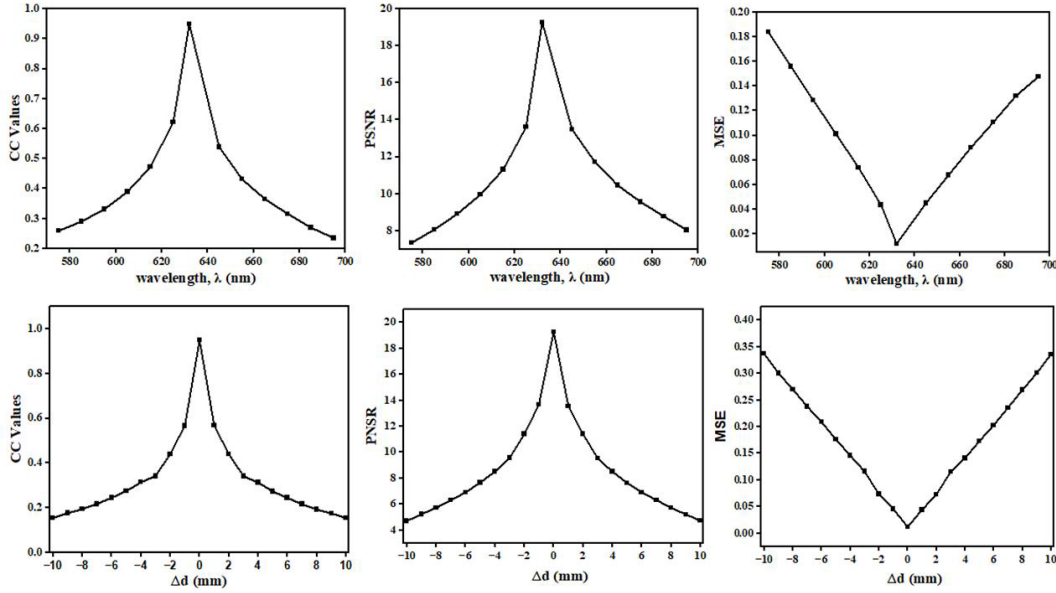 CC Values
1.0
0.9
0.8
0.7
0.6
0.5
0.4
0.3
0.2
580 600 620 640 660 680 700
wavelength, λ (nm)
PSNR
20
18
16
14
12
10
8
580 600 620 640 660 680 700
wavelength, λ (nm)
MSE
0.20
0.18
0.16
0.14
0.12
0.10
0.08
0.06
0.04
0.02
580 600 620 640 660 680 700
wavelength, λ (nm)
CC Values
1.0
0.8
0.6
0.4
0.2
0.0
−10 −8 −6 −4 −2 0 2 4 6 8 10
Δd (mm)
PNSR
20
18
16
14
12
10
8
6
4
−10 −8 −6 −4 −2 0 2 4 6 8 10
Δd (mm)
MSE
0.40
0.35
0.30
0.25
0.20
0.15
0.10
0.05
0.00
−10 −8 −6 −4 −2 0 2 4 6 8 10
Δd (mm)